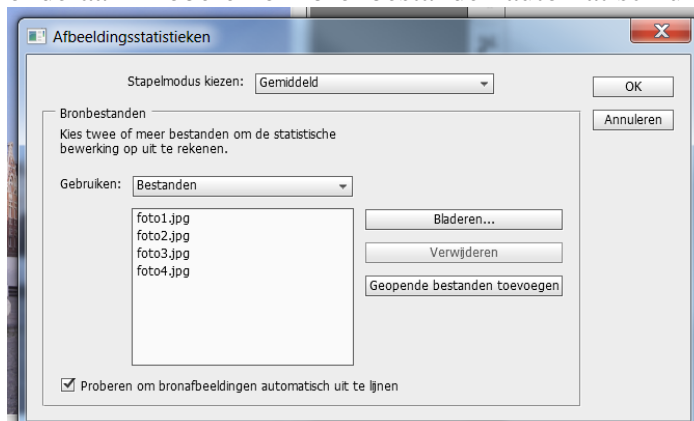 Afbeeldingsstatistieken
Stapelmodus kiezen: Gemiddeld
OK
Annuleren
Bronbestanden
Kies twee of meer bestanden om de statistische
bewerking op uit te rekenen.
Gebruiken: Bestanden
foto1.jpg
foto2.jpg
foto3.jpg
foto4.jpg
Bladeren...
Verwijderen
Geopende bestanden toevoegen
Proberen om bronafbeeldingen automatisch uit te lijnen